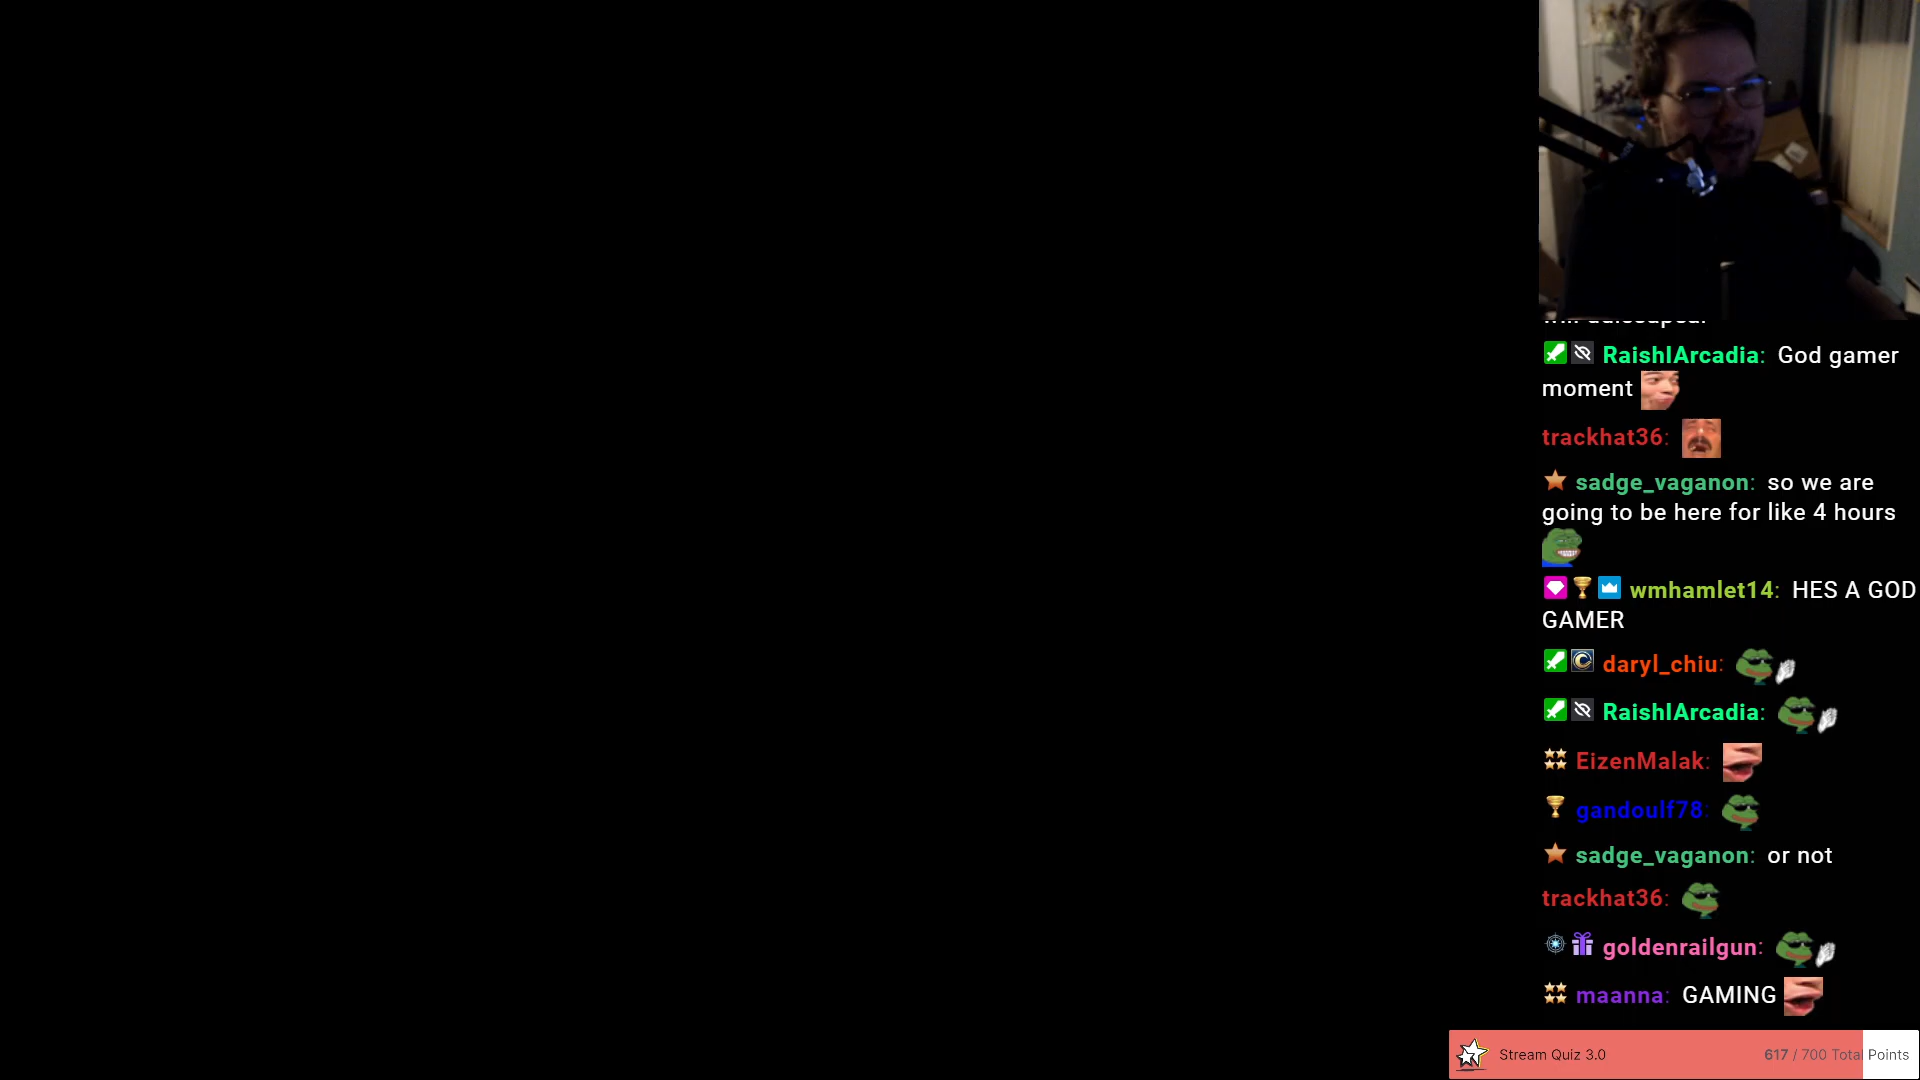 RaishIArcadia: God gamer
moment
trackhat36:
sadge_vaganon: so we are
going to be here for like 4 hours
wmhamlet14: HES A GOD
GAMER
daryl_chiu:
RaishIArcadia:
EizenMalak:
gandoulf78:
sadge_vaganon: or not
trackhat36:
goldenrailgun:
maanna: GAMING
Stream Quiz 3.0 617 / 700 Total Points